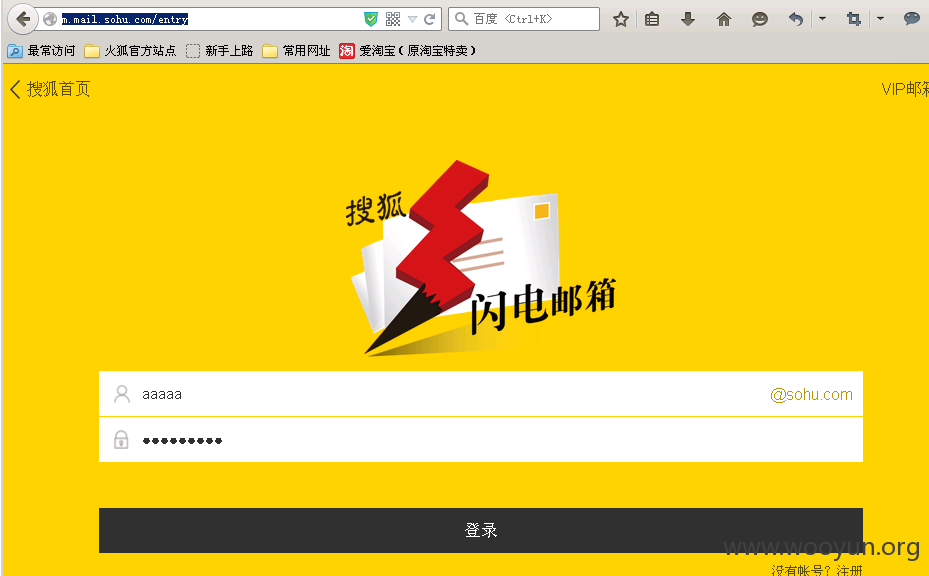 m.mail.sohu.com/entry
百度 <Ctrl+K>
最常访问 火狐官方站点 新手上路 常用网址 淘 爱淘宝（原淘宝特卖）
搜狐首页
VIP邮箱
搜狐
闪电邮箱
aaaaa
@sohu.com
登录
www.wooyun.org
没有帐号？注册